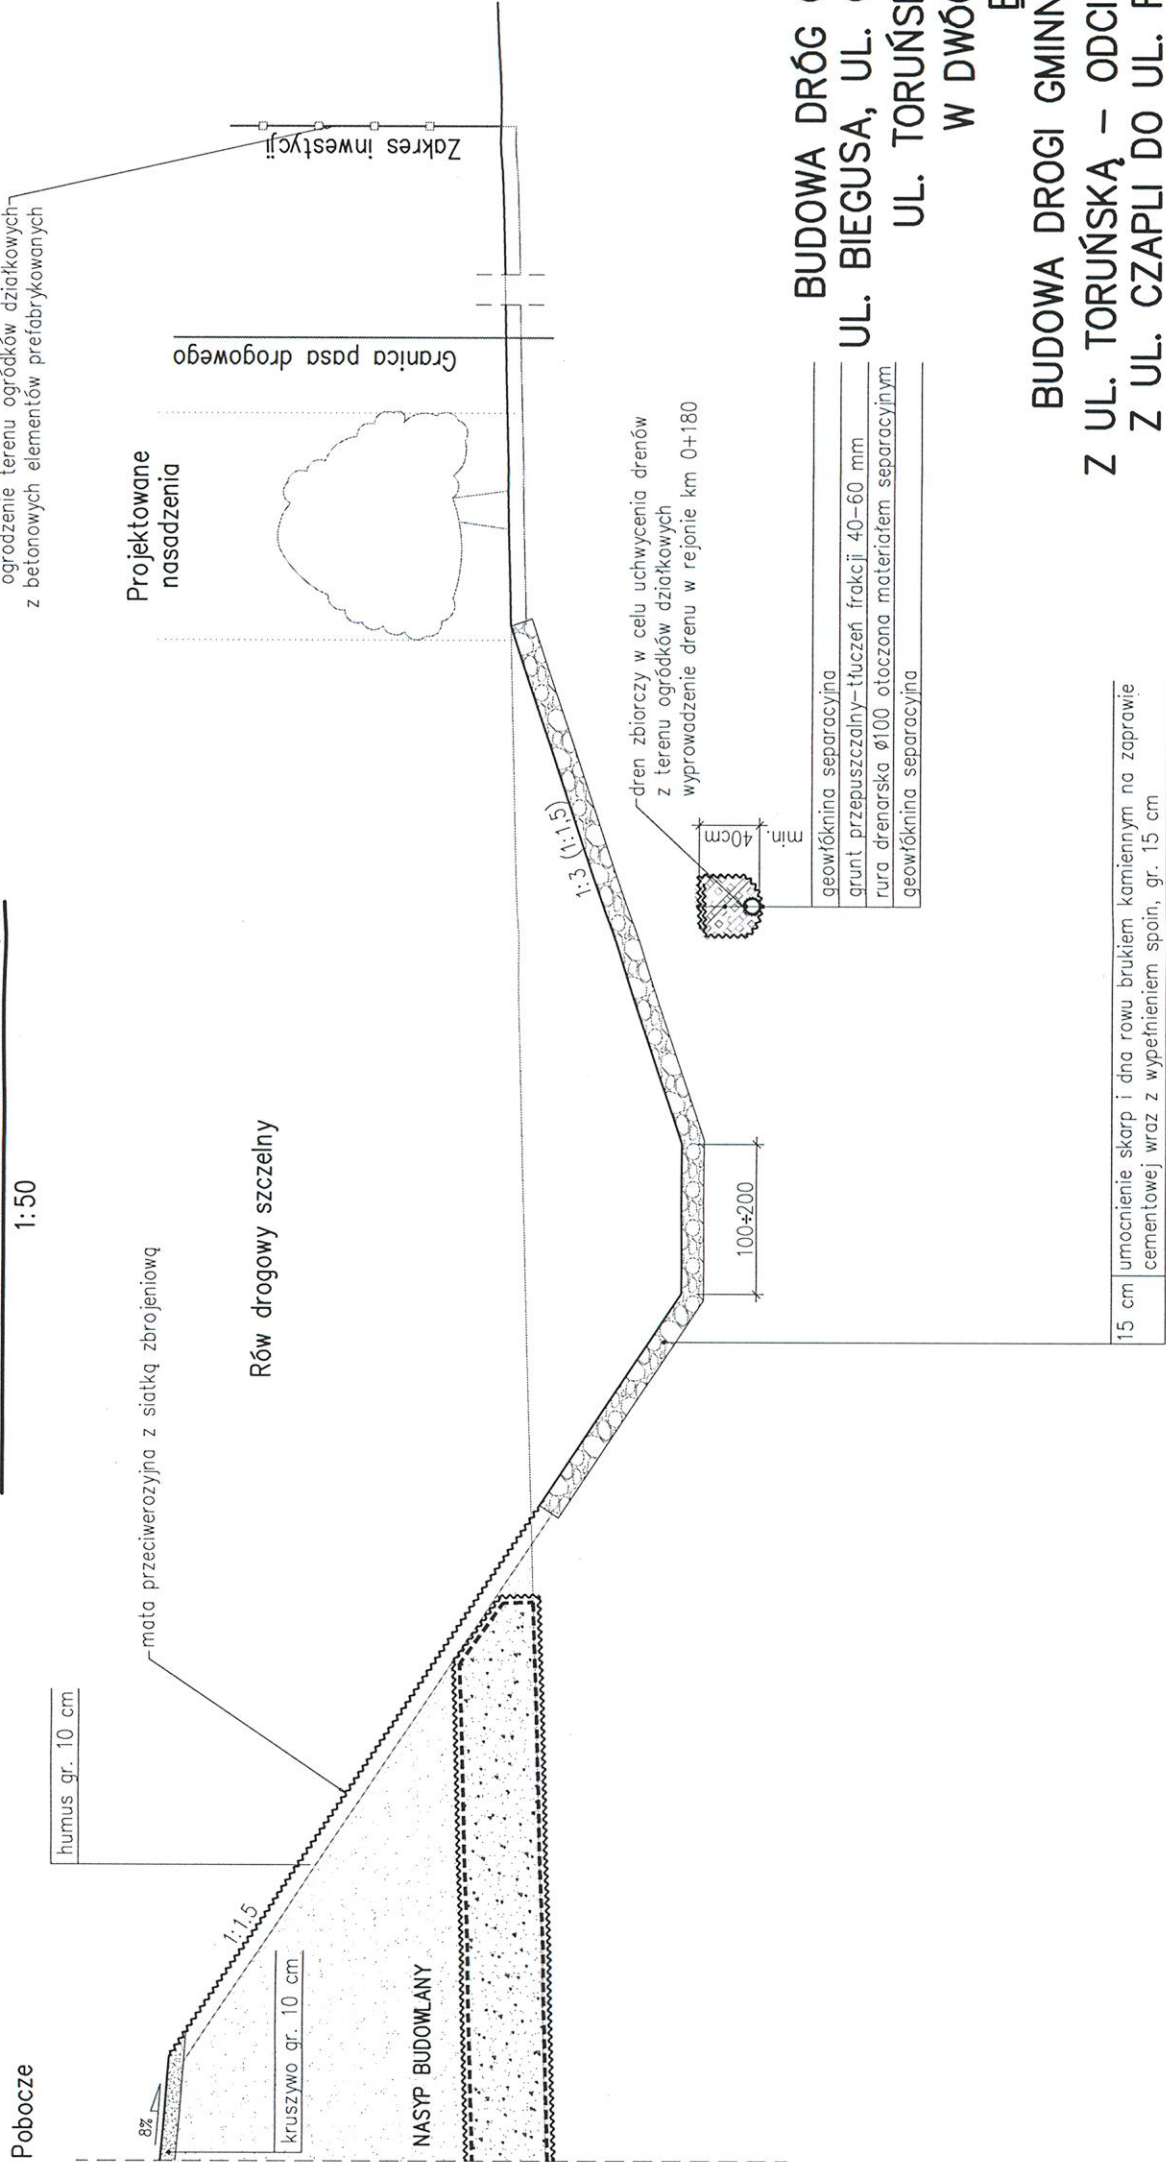 1:50
Pobocze
8%
humus gr. 10 cm
1:1.5
kruszywo gr. 10 cm
NASYP BUDOWLANY
mata przeciwerozyjna z siatką zbrojeniową
Rów drogowy szczelny
100÷200
1:3 (1:1,5)
Projektowane
nasadzenia
Granica pasa drogowego
Zakres inwestycji
ogrodzenie terenu ogródków działkowych
z betonowych elementów prefabrykowanych
dren zbiorczy w celu uchwycenia drenów
z terenu ogródków działkowych
wyprowadzenie drenu w rejonie km 0+180
min.
40cm
geowłóknina separacyjna
grunt przepuszczalny-tłuczeń frakcji 40-60 mm
rura drenarska ø100 otoczona materiałem separacyjnym
geowłóknina separacyjna
15 cm umocnienie skarp i dna rowu brukiem kamiennym na zaprawie
cementowej wraz z wypełnieniem spoin, gr. 15 cm
BUDOWA DRÓG
UL. BIEGUSA, UL.
UL. TORUŃS
W DWÓ
BUDOWA DROGI GMINN
Z UL. TORUŃSKĄ – ODCI
Z UL. CZAPLI DO UL.